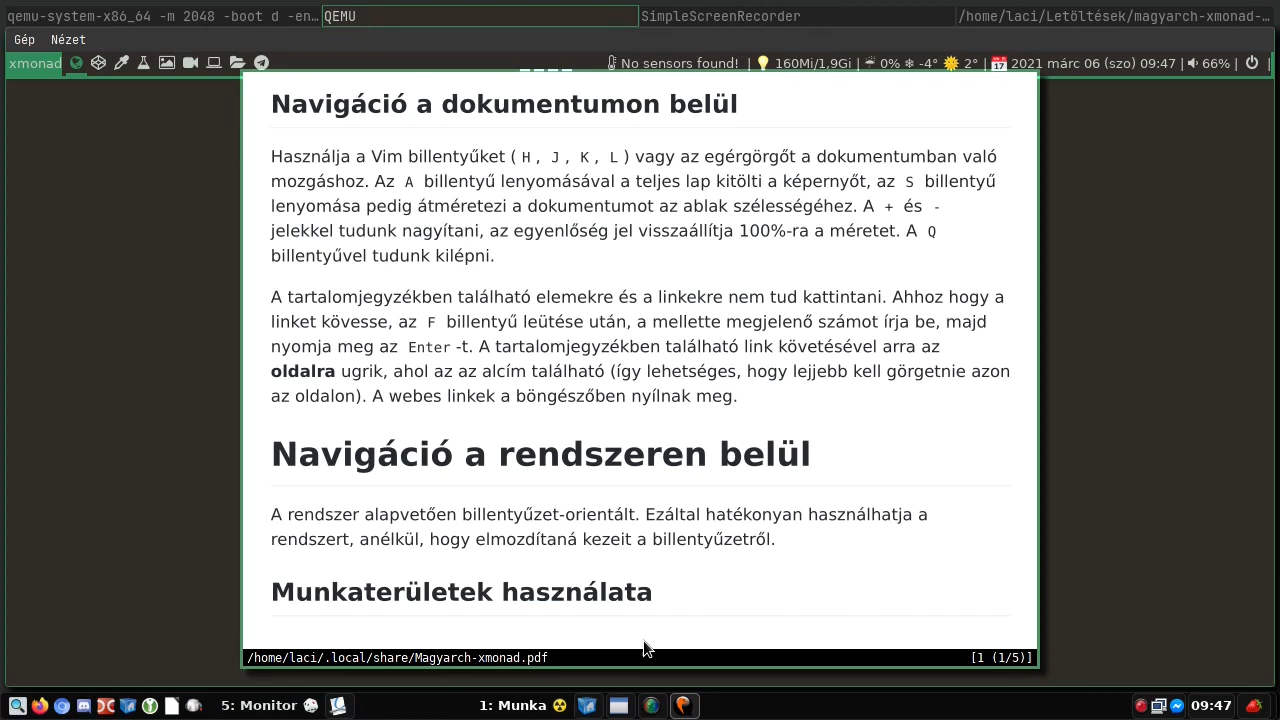 qemu-system-x86_64 -m 2048 -boot d -en…
QEMU
SimpleScreenRecorder
/home/laci/Letöltések/magyarch-xmonad-…
Gép Nézet
xmonad
No sensors found! | 160Mi/1,9Gi | 0% -4° 2° | 17 2021 márc 06 (szo) 09:47 | 66% | |
Navigáció a dokumentumon belül
Használja a Vim billentyűket ( H , J , K , L ) vagy az egérgörgőt a dokumentumban való
mozgáshoz. Az A billentyű lenyomásával a teljes lap kitölti a képernyőt, az S billentyű
lenyomása pedig átméretezi a dokumentumot az ablak szélességéhez. A + és -
jelekkel tudunk nagyítani, az egyenlőség jel visszaállítja 100%-ra a méretet. A Q
billentyűvel tudunk kilépni.
A tartalomjegyzékben található elemekre és a linkekre nem tud kattintani. Ahhoz hogy a
linket kövesse, az F billentyű leütése után, a mellette megjelenő számot írja be, majd
nyomja meg az Enter -t. A tartalomjegyzékben található link követésével arra az
oldalra ugrik, ahol az az alcím található (így lehetséges, hogy lejjebb kell görgetnie azon
az oldalon). A webes linkek a böngészőben nyílnak meg.
Navigáció a rendszeren belül
A rendszer alapvetően billentyűzet-orientált. Ezáltal hatékonyan használhatja a
rendszert, anélkül, hogy elmozdítaná kezeit a billentyűzetről.
Munkaterületek használata
/home/laci/.local/share/Magyarch-xmonad.pdf [1 (1/5)]
5: Monitor 1: Munka 09:47